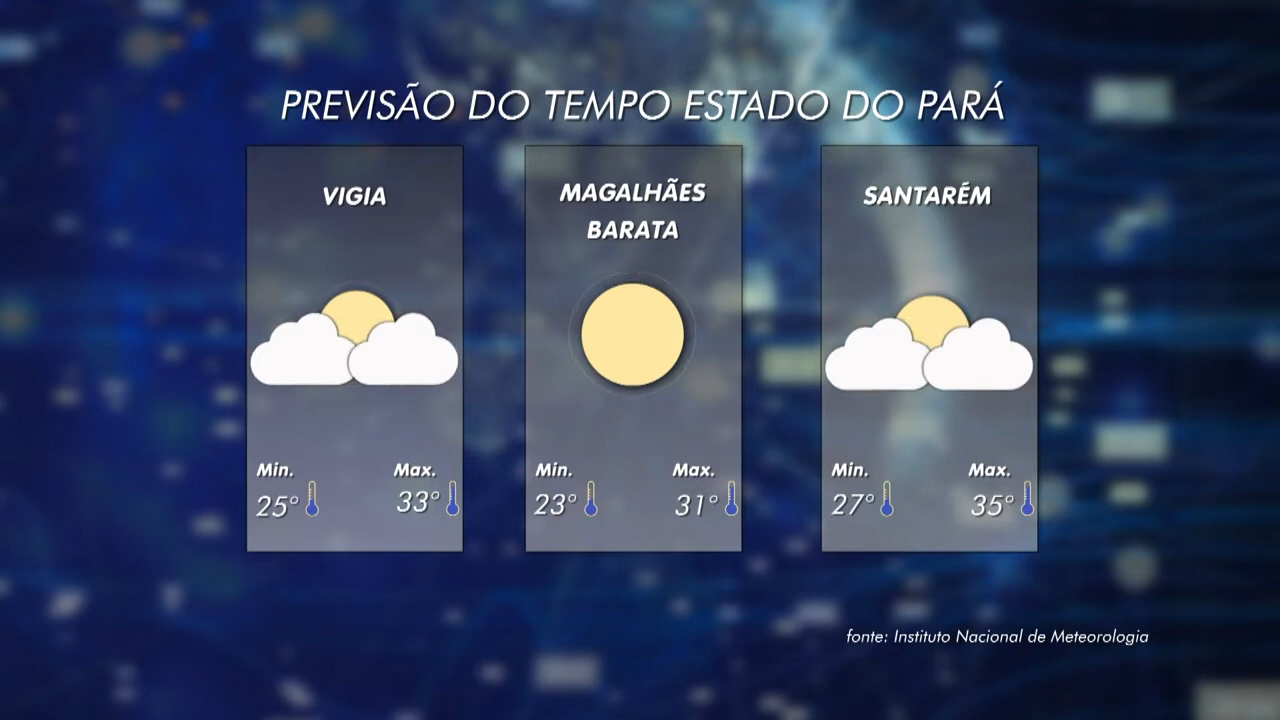 PREVISÃO DO TEMPO ESTADO DO PARÁ
VIGIA
Min. Max.
25° 33°
MAGALHÃES
BARATA
Min. Max.
23° 31°
SANTARÉM
Min. Max.
27° 35°
fonte: Instituto Nacional de Meteorologia